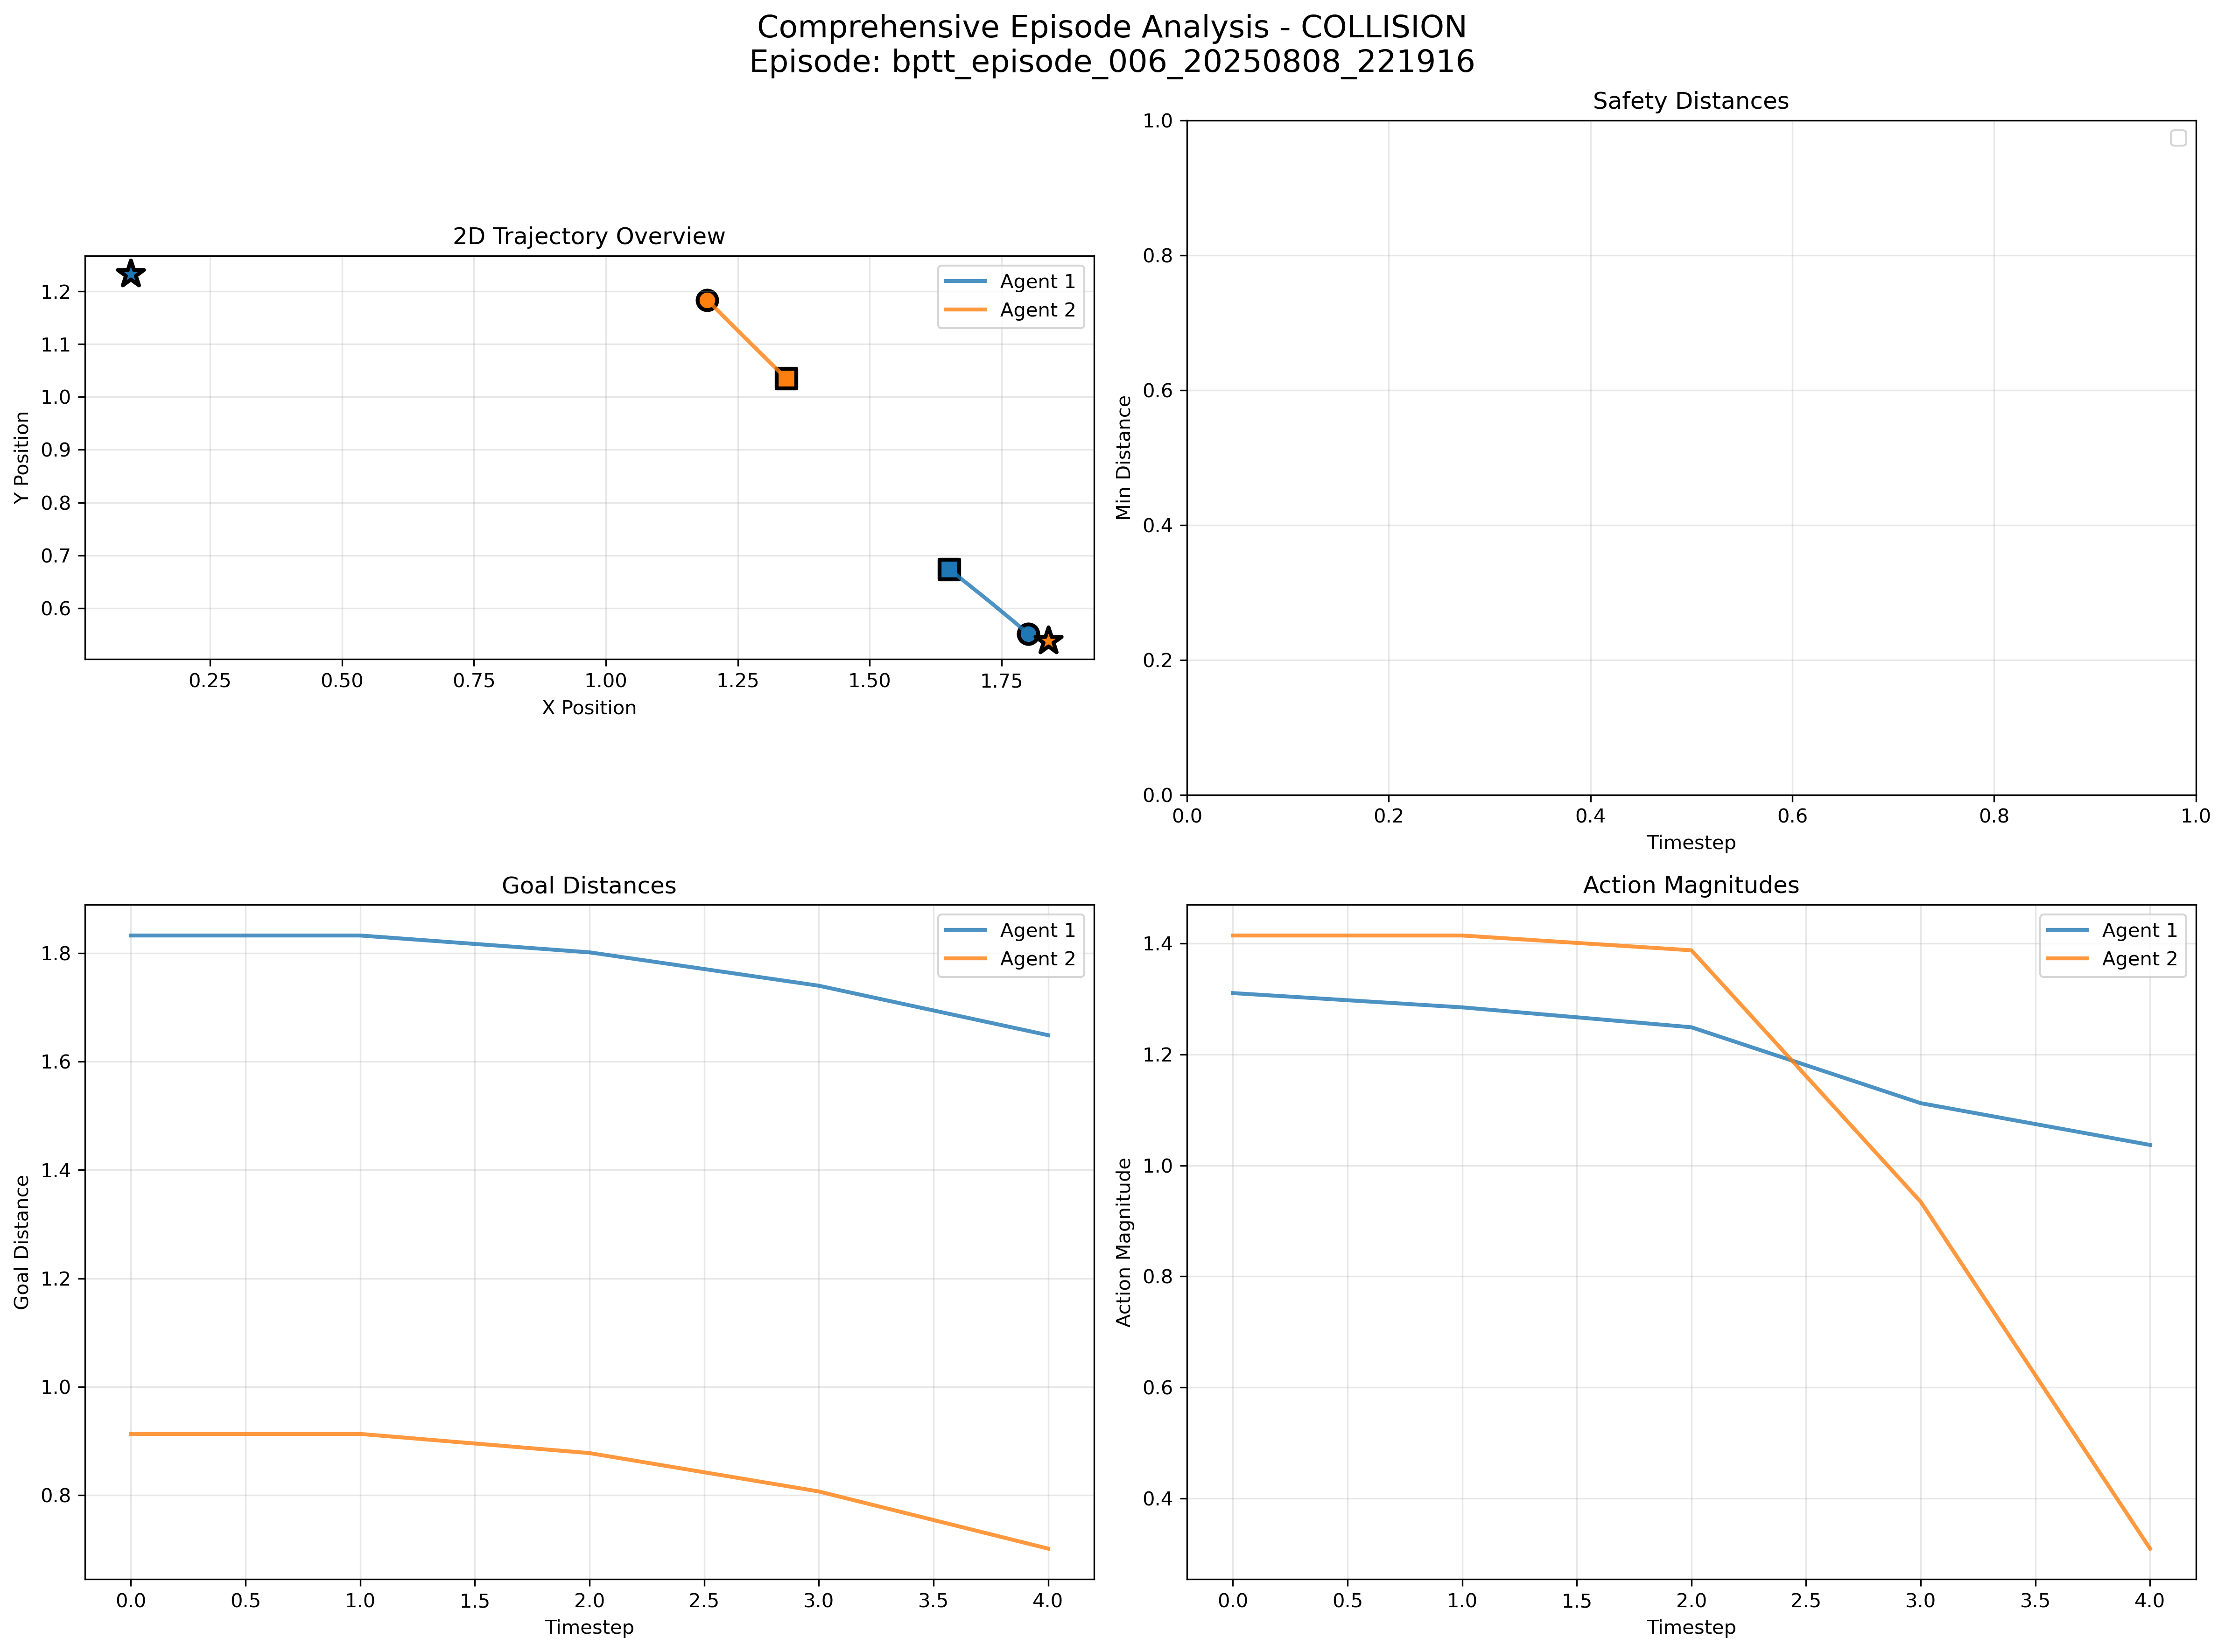 Comprehensive Episode Analysis - COLLISION
Episode: bptt_episode_006_20250808_221916
2D Trajectory Overview
Agent 1
Agent 2
1.2
1.1
1.0
0.9
0.8
0.7
0.6
Y Position
0.25 0.50 0.75 1.00 1.25 1.50 1.75
X Position
Safety Distances
1.0
0.8
0.6
0.4
0.2
0.0
Min Distance
0.0 0.2 0.4 0.6 0.8 1.0
Timestep
Goal Distances
Agent 1
Agent 2
1.8
1.6
1.4
1.2
1.0
0.8
Goal Distance
0.0 0.5 1.0 1.5 2.0 2.5 3.0 3.5 4.0
Timestep
Action Magnitudes
Agent 1
Agent 2
1.4
1.2
1.0
0.8
0.6
0.4
Action Magnitude
0.0 0.5 1.0 1.5 2.0 2.5 3.0 3.5 4.0
Timestep